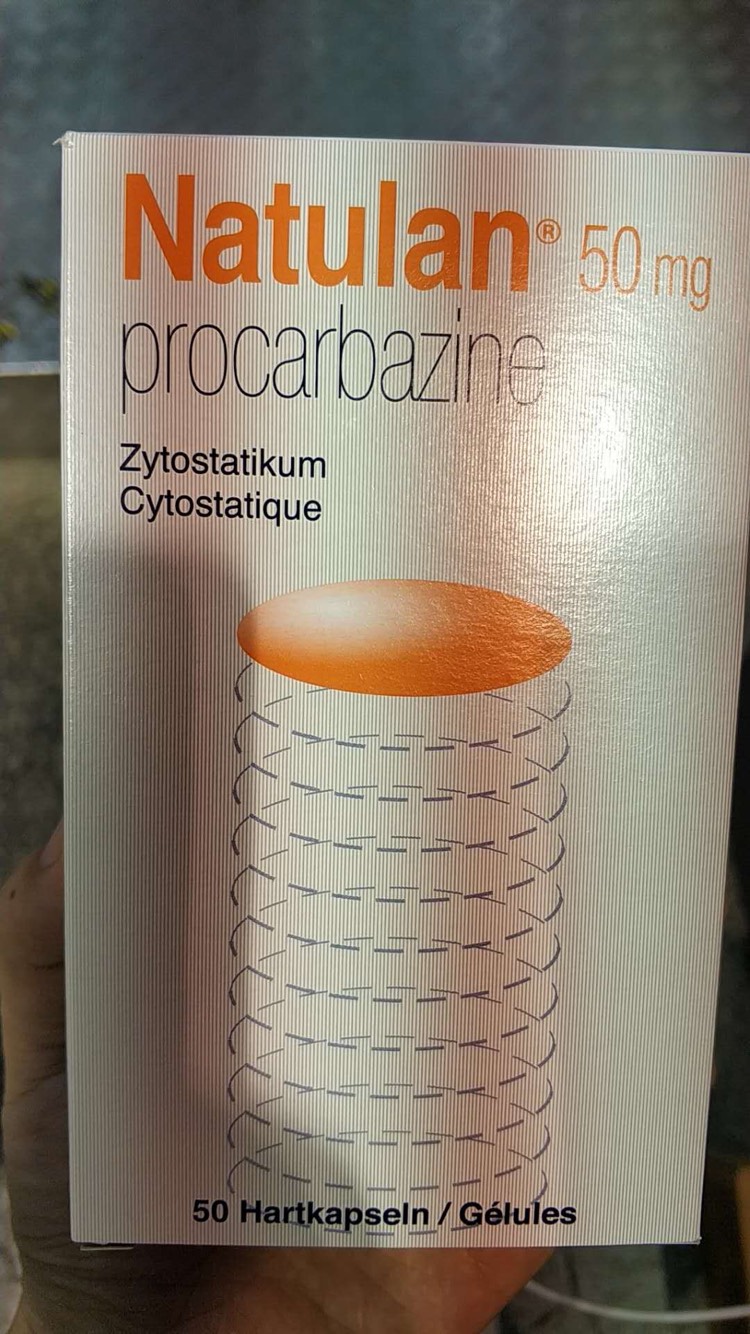 Natulan® 50 mg
procarbazine
Zytostatikum
Cytostatique
50 Hartkapseln / Gélules